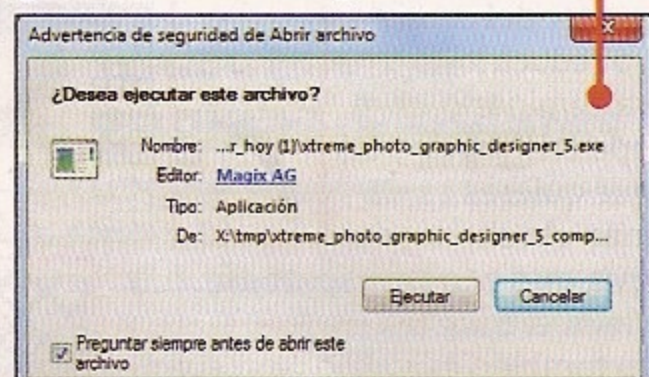 Advertencia de seguridad de Abrir archivo
¿Desea ejecutar este archivo?
Nombre: ...r_hoy (1)\xtreme_photo_graphic_designer_5.exe
Editor: Magix AG
Tipo: Aplicación
De: X:\tmp\xtreme_photo_graphic_designer_5_comp...
Ejecutar Cancelar
Preguntar siempre antes de abrir este
archivo